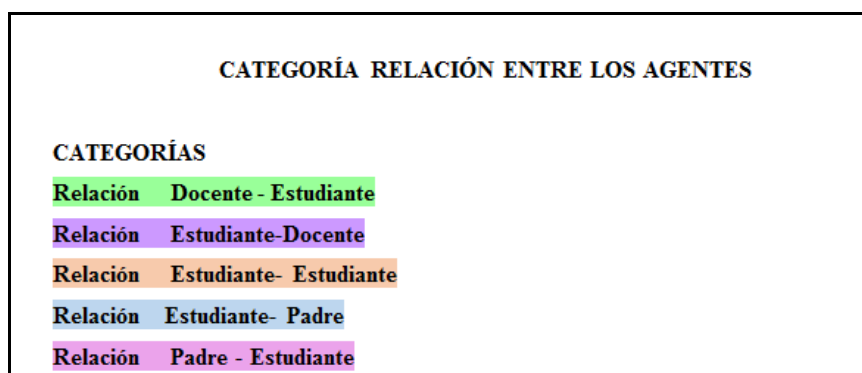 CATEGORÍA RELACIÓN ENTRE LOS AGENTES
CATEGORÍAS
Relación Docente - Estudiante
Relación Estudiante-Docente
Relación Estudiante- Estudiante
Relación Estudiante- Padre
Relación Padre - Estudiante